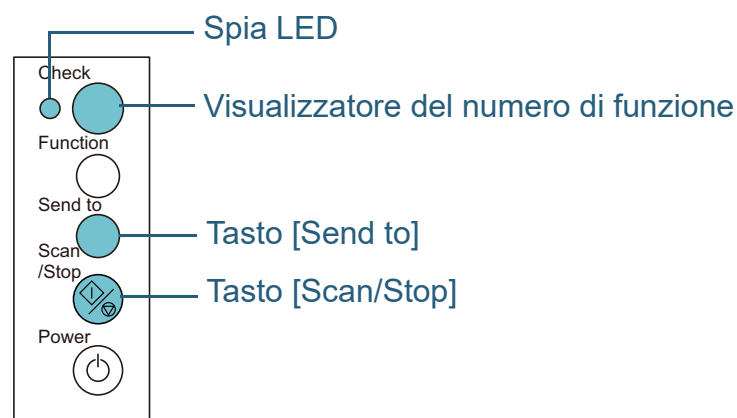 Spia LED
Check
Visualizzatore del numero di funzione
Function
Send to
Tasto [Send to]
Scan
/Stop
Tasto [Scan/Stop]
Power